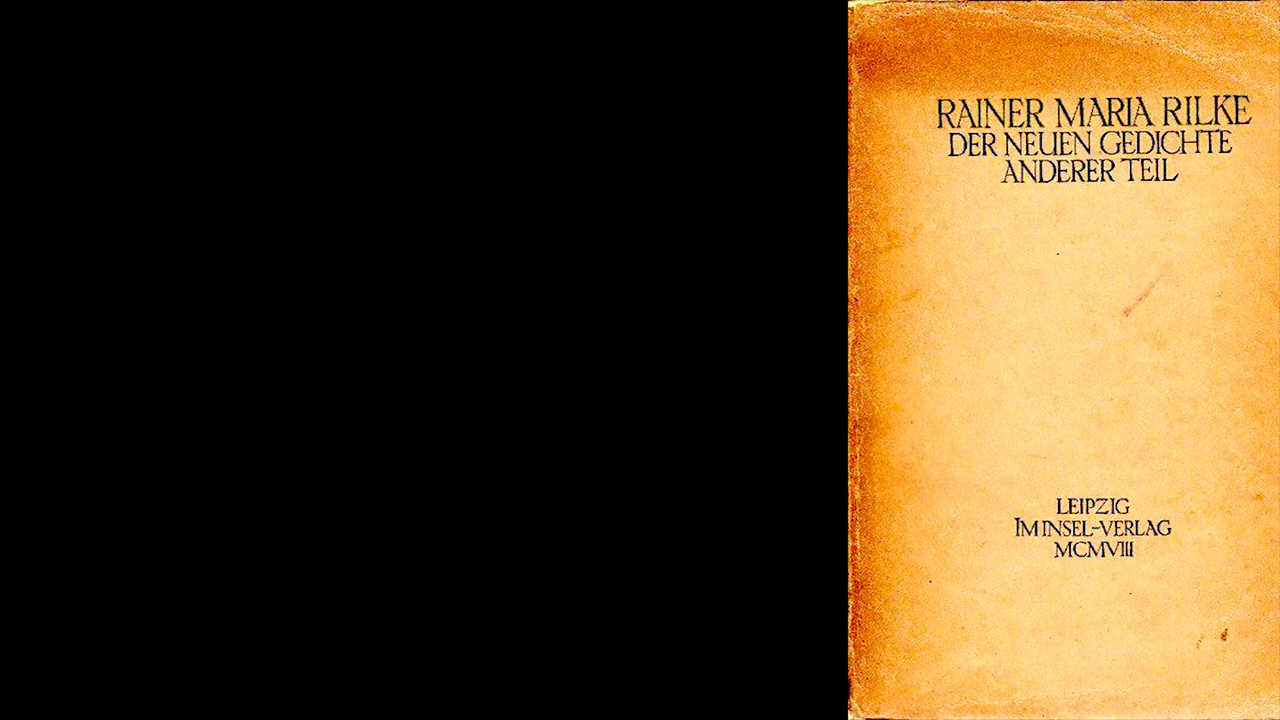 RAINER MARIA RILKE
DER NEUEN GEDICHTE
ANDERER TEIL
LEIPZIG
IM INSEL-VERLAG
MCMVIII